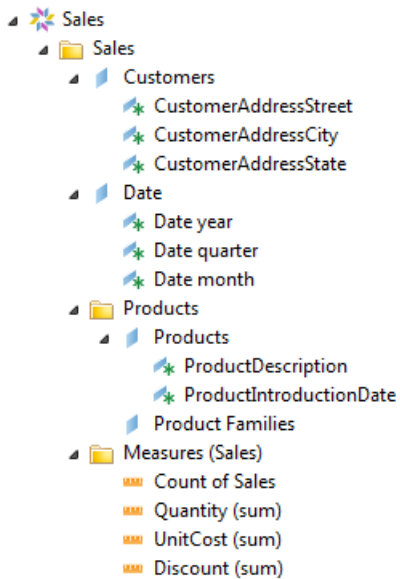 Sales
Sales
Customers
CustomerAddressStreet
CustomerAddressCity
CustomerAddressState
Date
Date year
Date quarter
Date month
Products
Products
ProductDescription
ProductIntroductionDate
Product Families
Measures (Sales)
Count of Sales
Quantity (sum)
UnitCost (sum)
Discount (sum)